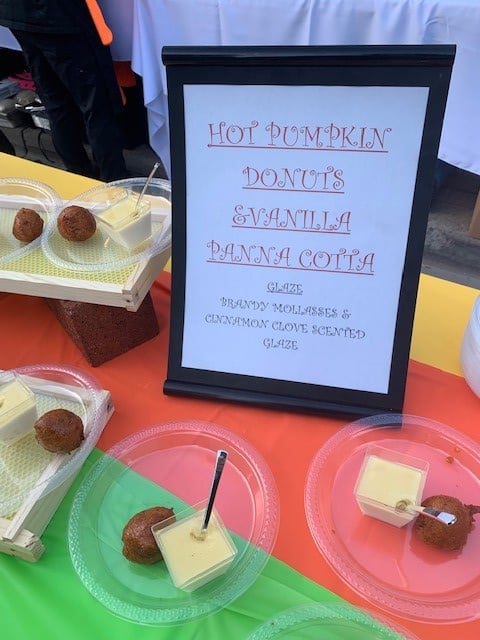 HOT PUMPKIN
DONUTS
&VANILLA
PANNA COTTA
GLAZE
BRANDY MOLLASSES &
CINNAMON CLOVE SCENTED
GLAZE